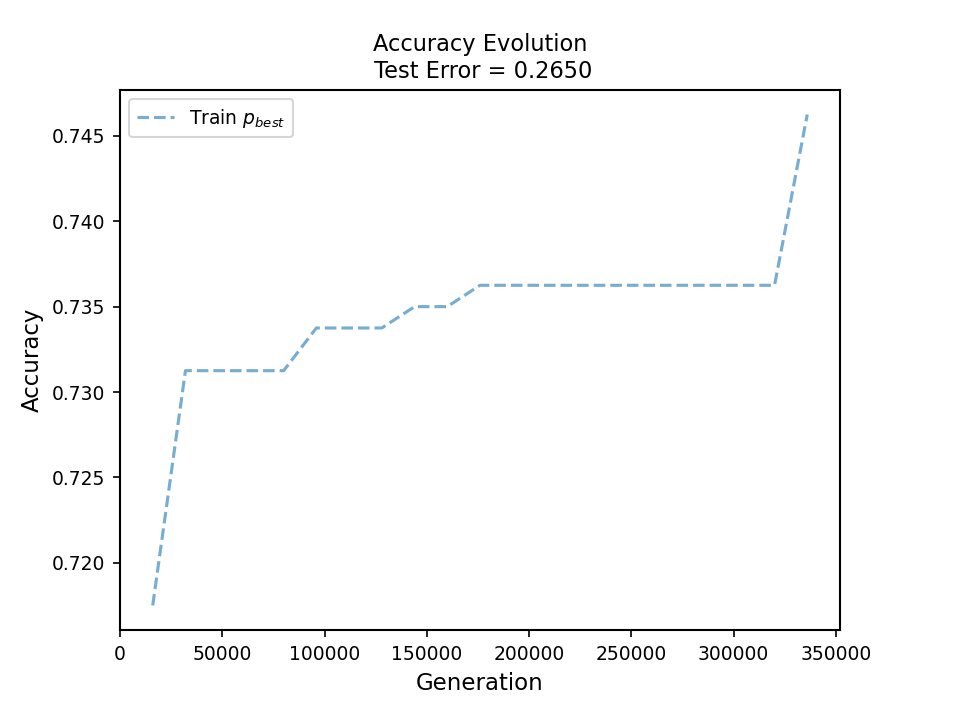 Accuracy Evolution
Test Error = 0.2650
Train p_best
0.745
0.740
0.735
0.730
0.725
0.720
Accuracy
0 50000 100000 150000 200000 250000 300000 350000
Generation